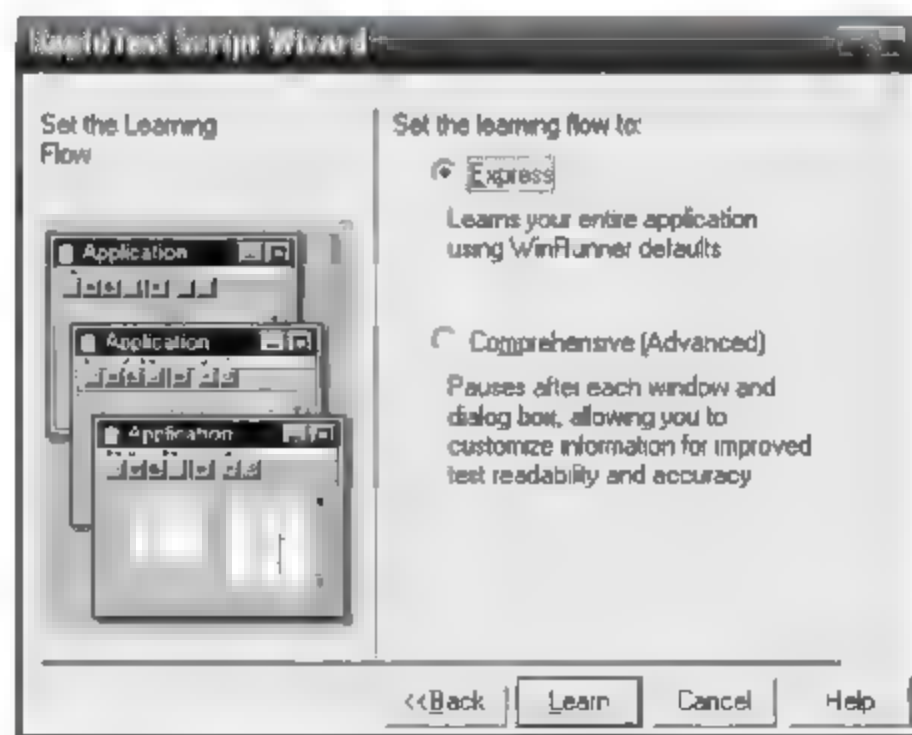 RapidTest Script Wizard
Set the Learning
Flow
Application
Application
Application
Set the learning flow to:
Express
Learns your entire application
using WinRunner defaults
Comprehensive (Advanced)
Pauses after each window and
dialog box, allowing you to
customize information for improved
test readability and accuracy
<<Back
Learn
Cancel
Help